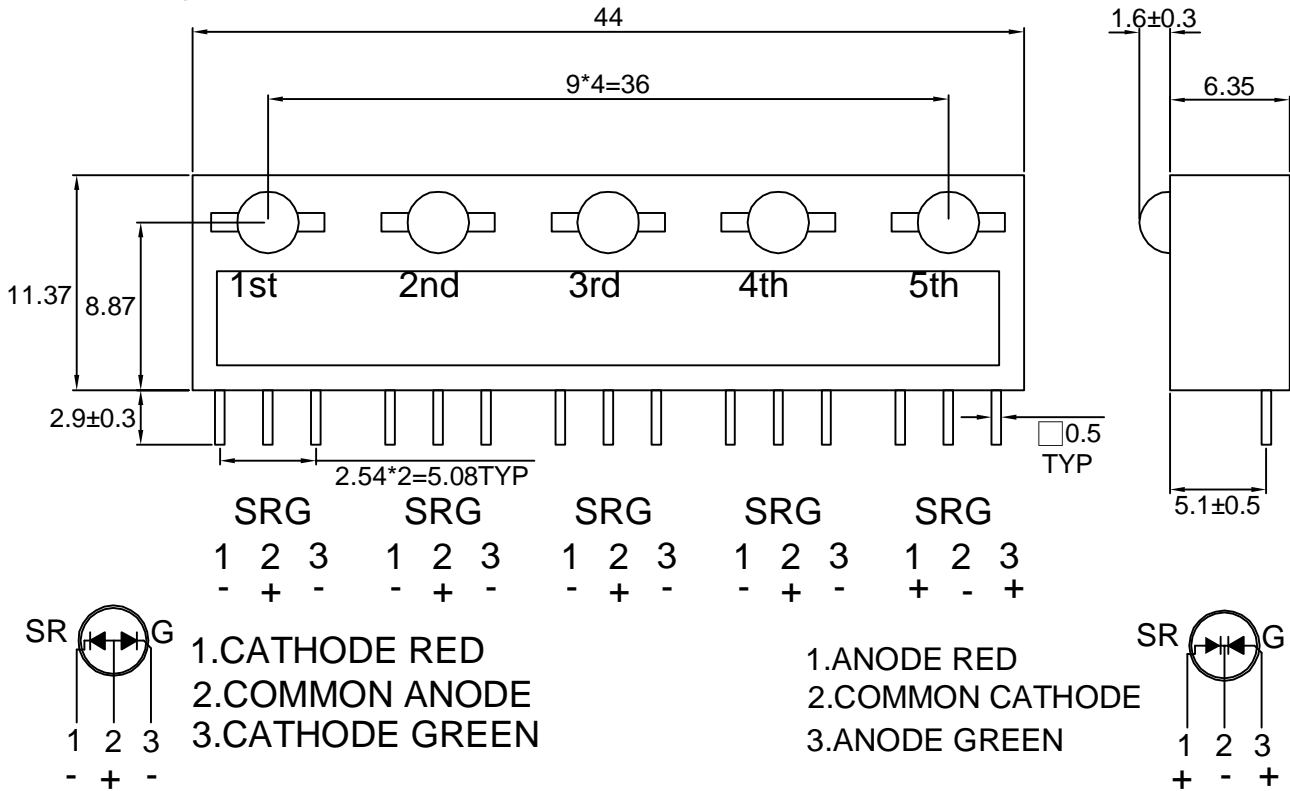 44
1.6±0.3
9*4=36
6.35
11.37
8.87
1st 2nd 3rd 4th 5th
2.9±0.3
□0.5
TYP
2.54*2=5.08TYP
5.1±0.5
SRG SRG SRG SRG SRG
1 2 3 1 2 3 1 2 3 1 2 3 1 2 3
- + - - + - - + - - + - + - +
SR G
1.CATHODE RED
2.COMMON ANODE
3.CATHODE GREEN
1 2 3
- + -
1.ANODE RED
2.COMMON CATHODE
3.ANODE GREEN
SR G
1 2 3
+ - +